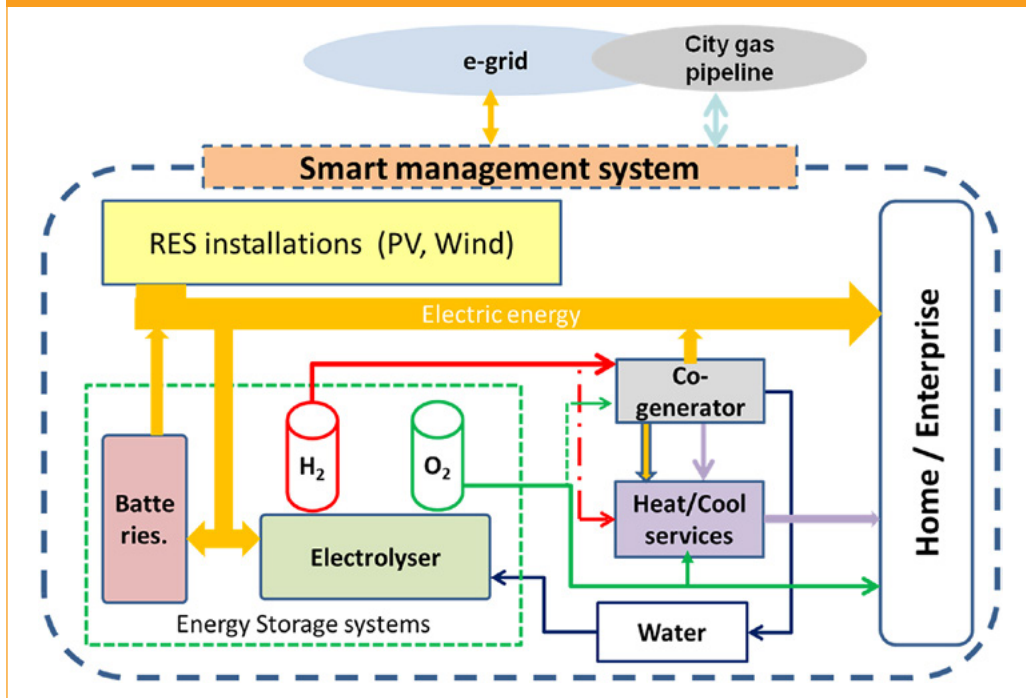 e-grid
City gas
pipeline
Smart management system
RES installations (PV, Wind)
Electric energy
Co-
generator
H₂
O₂
Batte
ries.
Heat/Cool
services
Electrolyser
Energy Storage systems
Water
Home / Enterprise